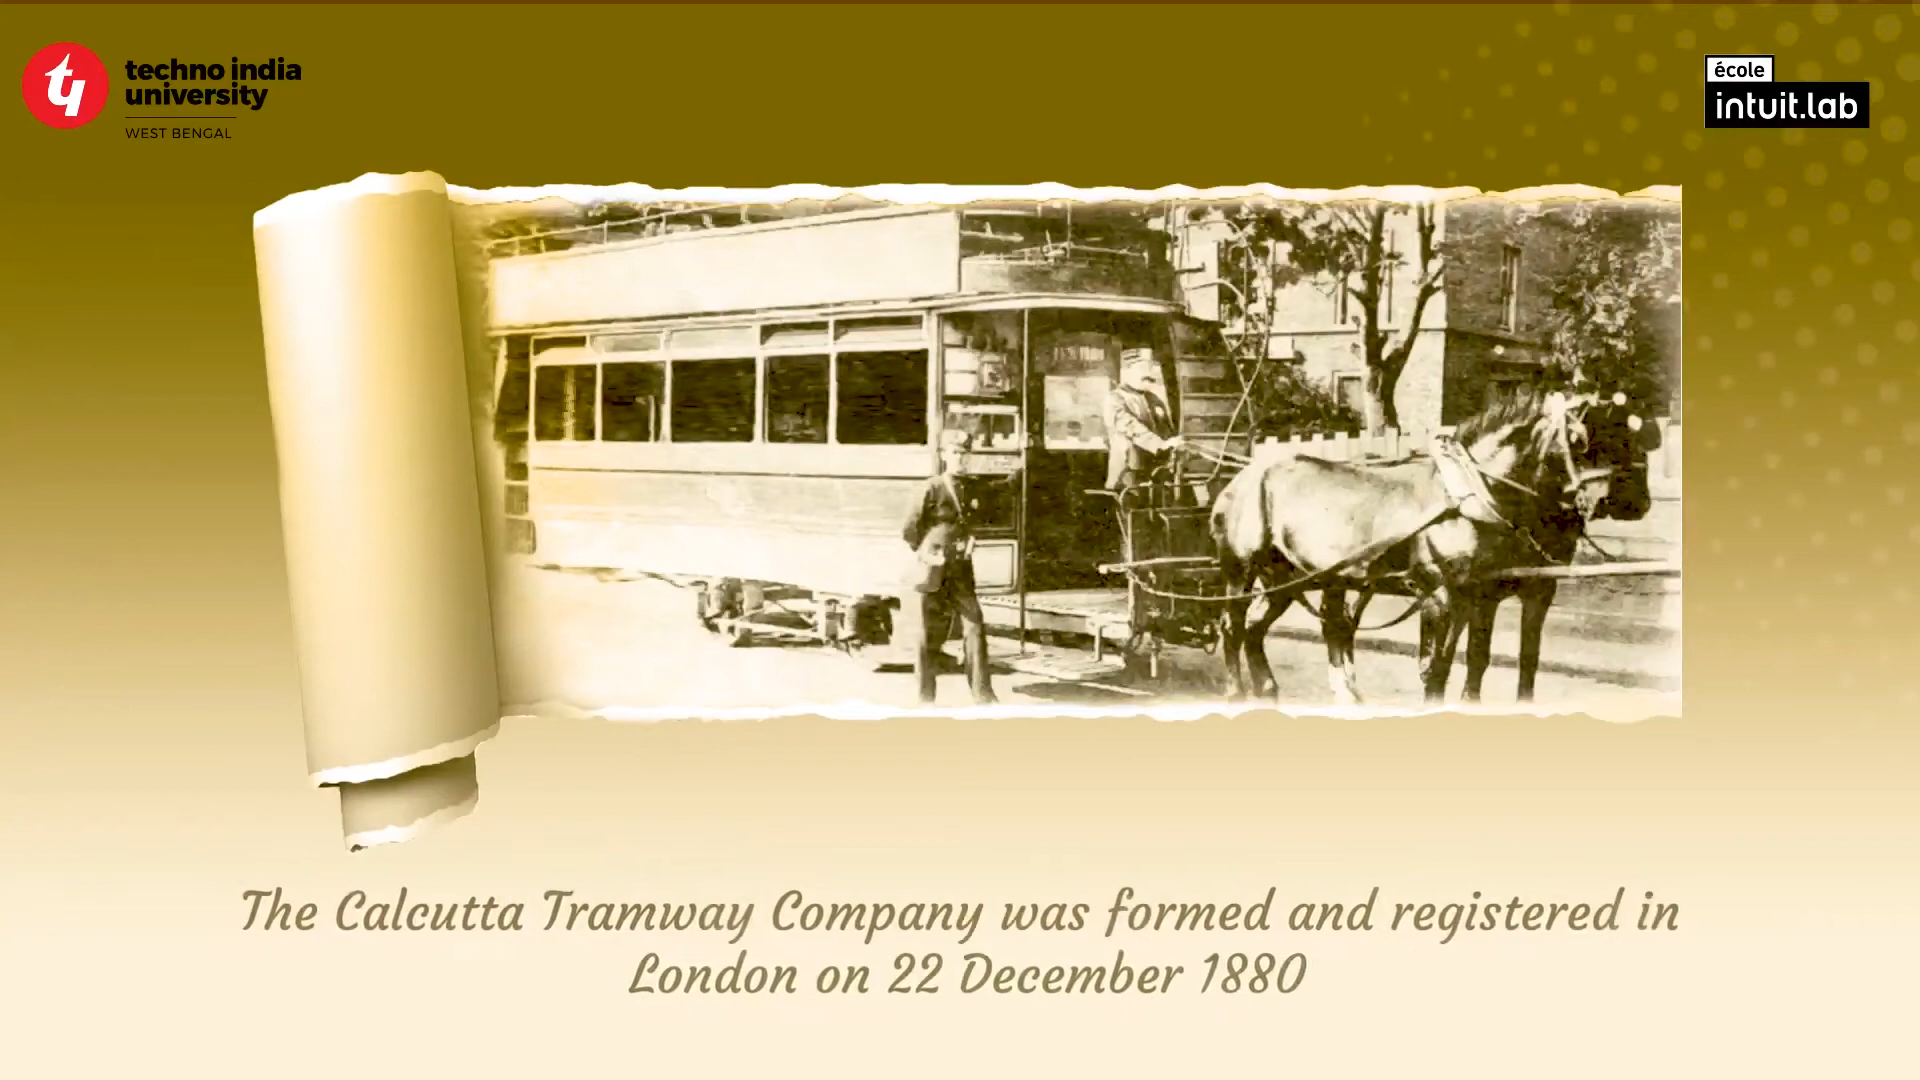 techno india
university
WEST BENGAL
école
intuit.lab
The Calcutta Tramway Company was formed and registered in
London on 22 December 1880